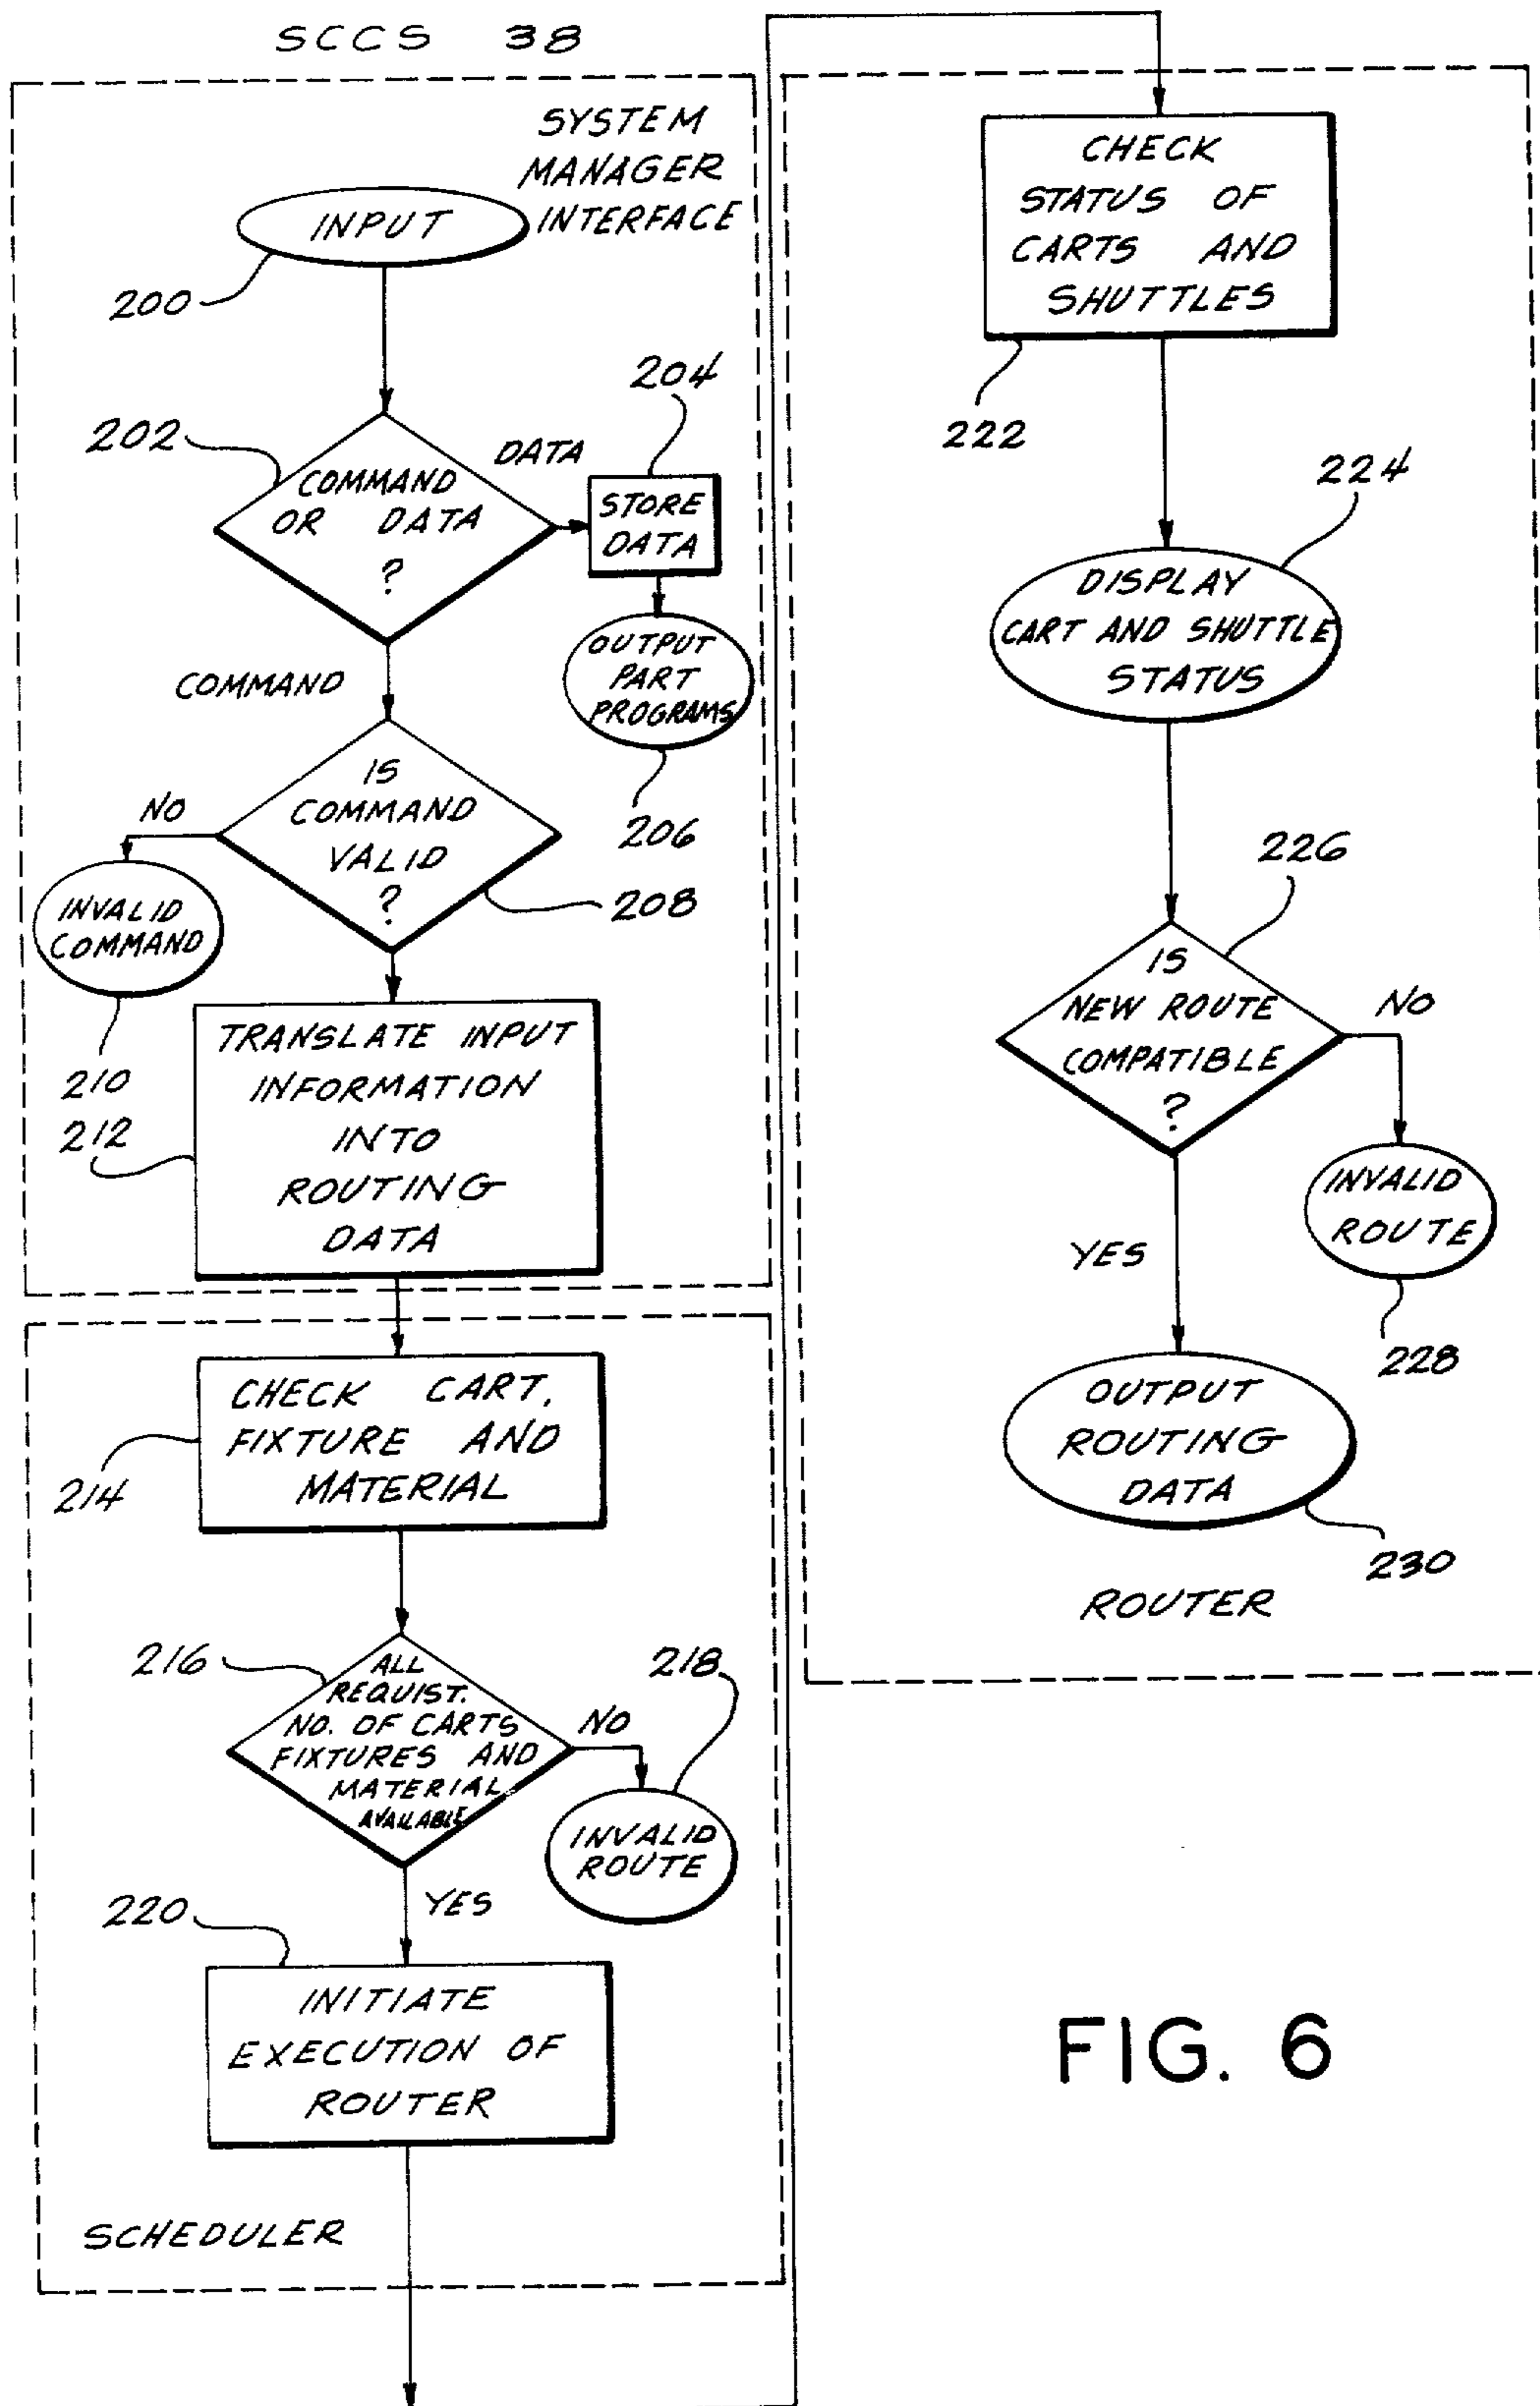 SCCS 38
SYSTEM
MANAGER
INTERFACE
INPUT
200
202
COMMAND
OR DATA
?
DATA
204
STORE
DATA
OUTPUT
PART
PROGRAMS
206
COMMAND
IS
COMMAND
VALID
?
208
NO
INVALID
COMMAND
210
TRANSLATE INPUT
INFORMATION
INTO
ROUTING
DATA
212
CHECK CART,
FIXTURE AND
MATERIAL
214
216
ALL
REQUIST.
NO. OF CARTS
FIXTURES AND
MATERIAL
AVAILABLE
NO
218
INVALID
ROUTE
YES
220
INITIATE
EXECUTION OF
ROUTER
SCHEDULER
CHECK
STATUS OF
CARTS AND
SHUTTLES
222
224
DISPLAY
CART AND SHUTTLE
STATUS
226
IS
NEW ROUTE
COMPATIBLE
?
NO
INVALID
ROUTE
228
YES
OUTPUT
ROUTING
DATA
230
ROUTER
FIG. 6